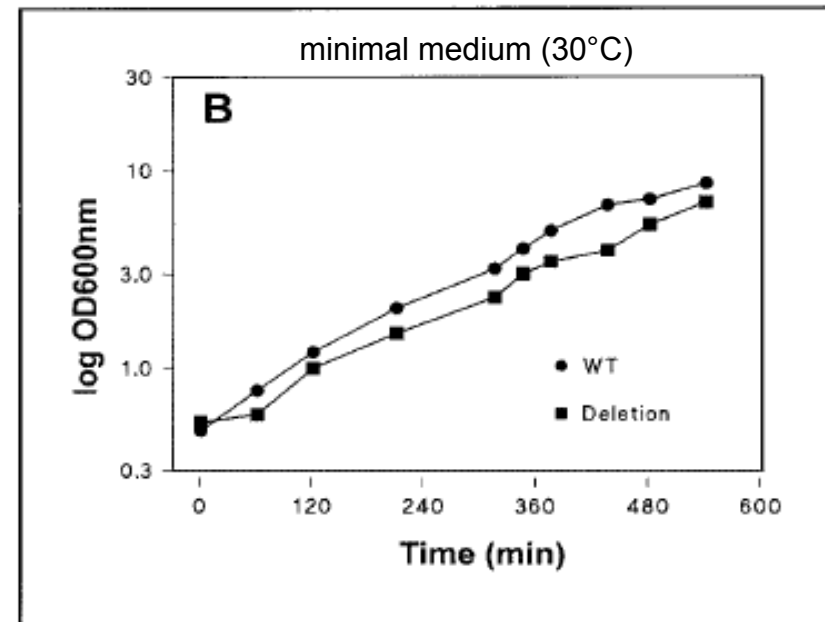 minimal medium (30°C)
B
30
10
3.0
1.0
0.3
log OD600nm
WT
Deletion
0 120 240 360 480 600
Time (min)